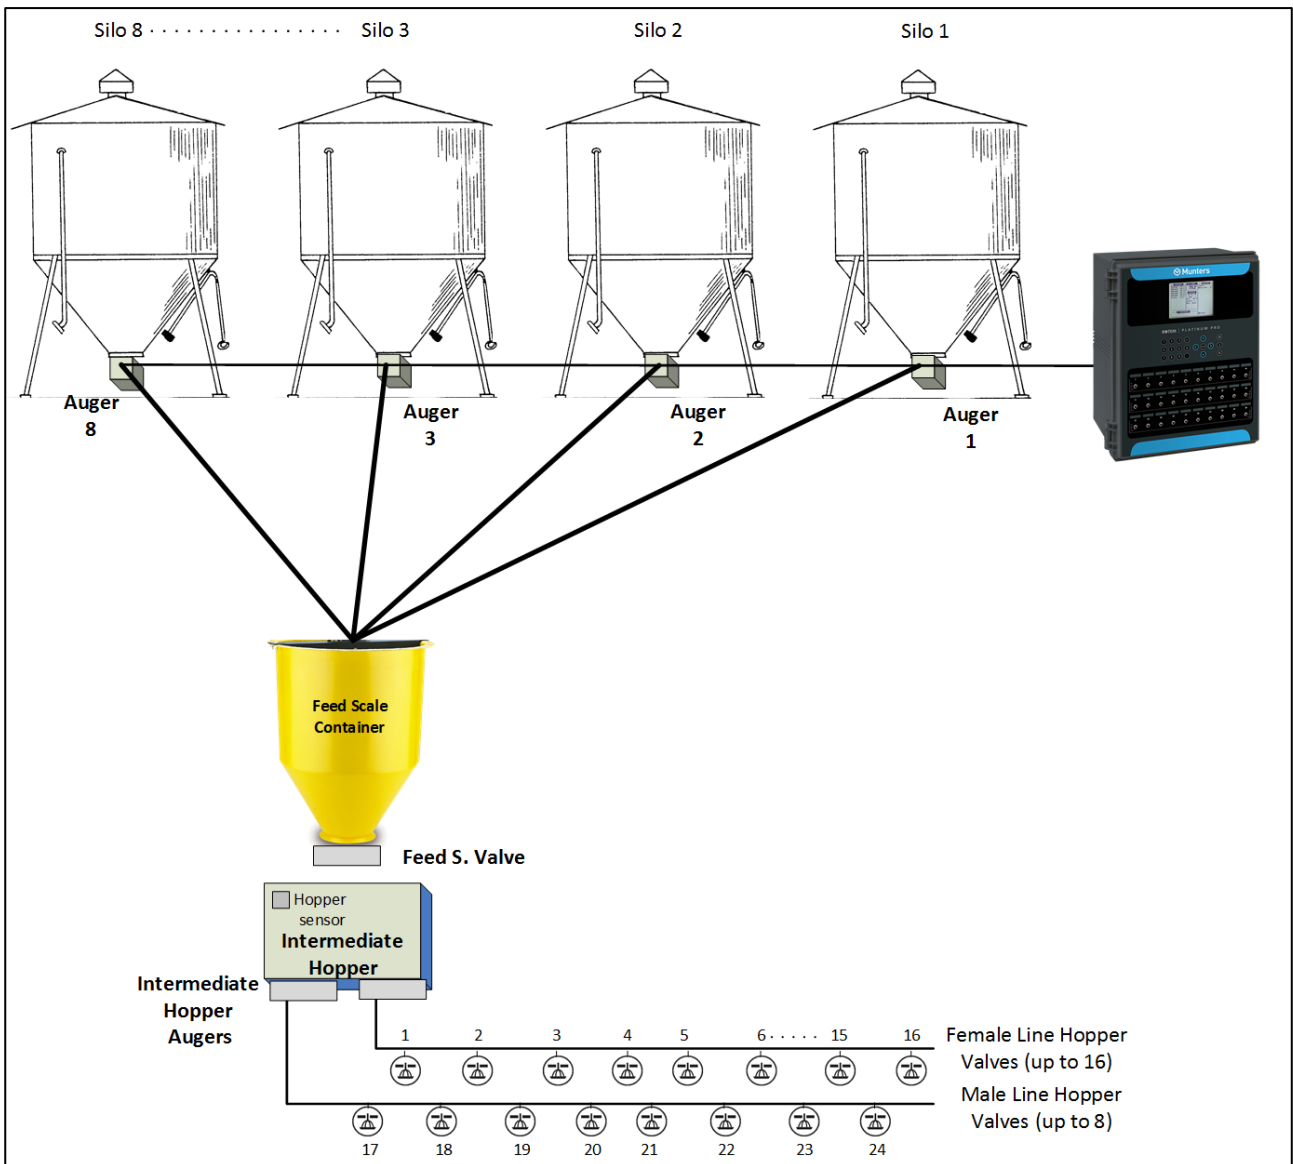 Silo 8 . . . . . . . . . . . . . . . . Silo 3 Silo 2 Silo 1
Munters
PLATINUM PRO
Auger
8
Auger
3
Auger
2
Auger
1
Feed Scale
Container
Feed S. Valve
Hopper
sensor
Intermediate
Hopper
Intermediate
Hopper
Augers
1 2 3 4 5 6 . . . . . 15 16
Female Line Hopper
Valves (up to 16)
Male Line Hopper
Valves (up to 8)
17 18 19 20 21 22 23 24